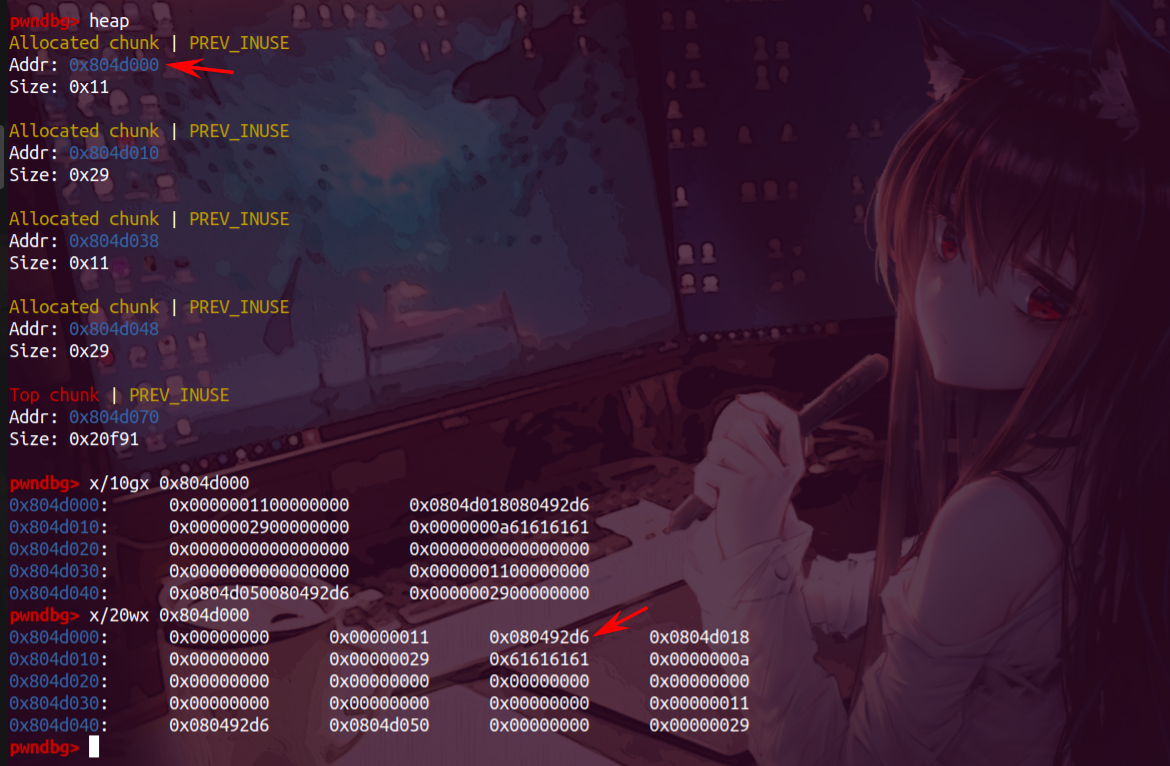 pwndbg> heap
Allocated chunk | PREV_INUSE
Addr: 0x804d000
Size: 0x11
Allocated chunk | PREV_INUSE
Addr: 0x804d010
Size: 0x29
Allocated chunk | PREV_INUSE
Addr: 0x804d038
Size: 0x11
Allocated chunk | PREV_INUSE
Addr: 0x804d048
Size: 0x29
Top chunk | PREV_INUSE
Addr: 0x804d070
Size: 0x20f91
pwndbg> x/10gx 0x804d000
0x804d000: 0x0000001100000000 0x0804d018080492d6
0x804d010: 0x0000002900000000 0x0000000a61616161
0x804d020: 0x0000000000000000 0x0000000000000000
0x804d030: 0x0000000000000000 0x0000001100000000
0x804d040: 0x0804d050080492d6 0x0000002900000000
pwndbg> x/20wx 0x804d000
0x804d000: 0x00000000 0x00000011 0x080492d6 0x0804d018
0x804d010: 0x00000000 0x00000029 0x61616161 0x0000000a
0x804d020: 0x00000000 0x00000000 0x00000000 0x00000000
0x804d030: 0x00000000 0x00000000 0x00000000 0x00000011
0x804d040: 0x080492d6 0x0804d050 0x00000000 0x00000029
pwndbg>